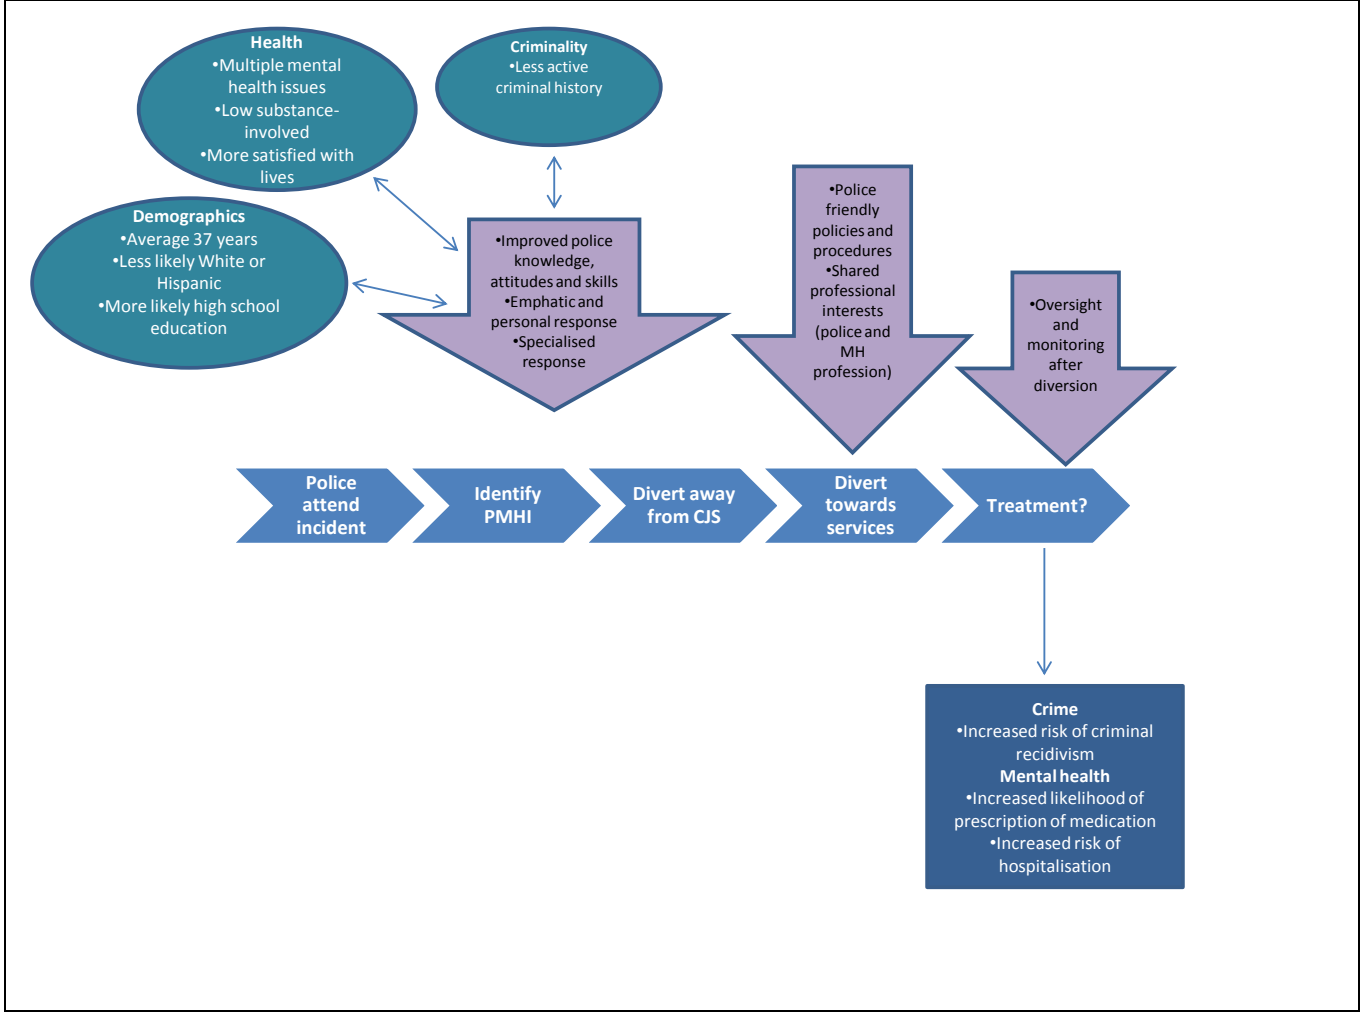 Health
•Multiple mental
health issues
•Low substance-
involved
•More satisfied with
lives
Criminality
•Less active
criminal history
Demographics
•Average 37 years
•Less likely White or
Hispanic
•More likely high school
education
•Improved police
knowledge,
attitudes and skills
•Emphatic and
personal response
•Specialised
response
•Police
friendly
policies and
procedures
•Shared
professional
interests
(police and
MH
profession)
•Oversight
and
monitoring
after
diversion
Police
attend
incident
Identify
PMHI
Divert away
from CJS
Divert
towards
services
Treatment?
Crime
•Increased risk of criminal
recidivism
Mental health
•Increased likelihood of
prescription of medication
•Increased risk of
hospitalisation